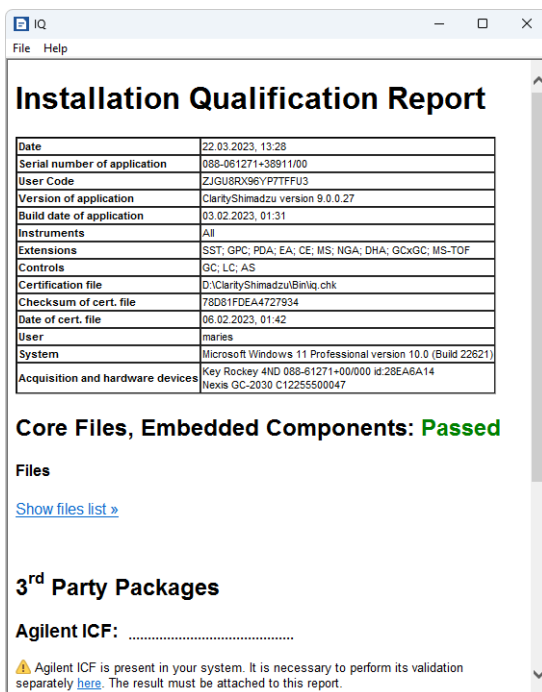 IQ
File Help
Installation Qualification Report
Date 22.03.2023, 13:28
Serial number of application 088-061271+38911/00
User Code ZJGU8RX96YP7TFFU3
Version of application ClarityShimadzu version 9.0.0.27
Build date of application 03.02.2023, 01:31
Instruments All
Extensions SST; GPC; PDA; EA; CE; MS; NGA; DHA; GCxGC; MS-TOF
Controls GC; LC; AS
Certification file D:\ClarityShimadzu\Bin\iq.chk
Checksum of cert. file 78D81FDEA4727934
Date of cert. file 06.02.2023, 01:42
User maries
System Microsoft Windows 11 Professional version 10.0 (Build 22621)
Acquisition and hardware devices Key Rockey 4ND 088-61271+00/000 id:28EA6A14
Nexis GC-2030 C12255500047
Core Files, Embedded Components: Passed
Files
Show files list »
3rd Party Packages
Agilent ICF: ............................................
Agilent ICF is present in your system. It is necessary to perform its validation
separately here. The result must be attached to this report.